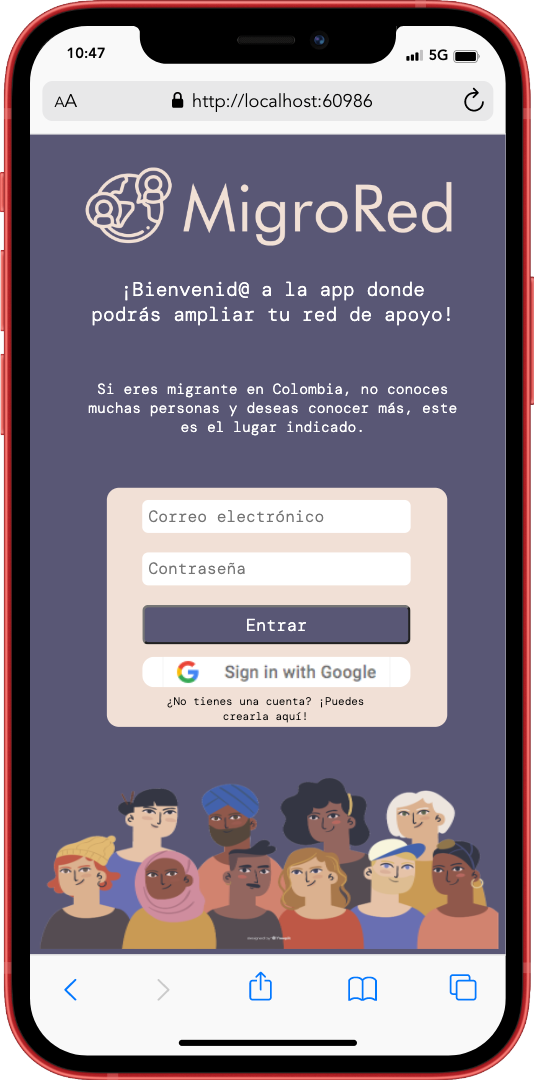 10:47
5G
AA
http://localhost:60986
MigroRed
¡Bienvenid@ a la app donde
podrás ampliar tu red de apoyo!
Si eres migrante en Colombia, no conoces
muchas personas y deseas conocer más, este
es el lugar indicado.
Correo electrónico
Contraseña
Entrar
Sign in with Google
¿No tienes una cuenta? ¡Puedes
crearla aquí!
designed by freepik